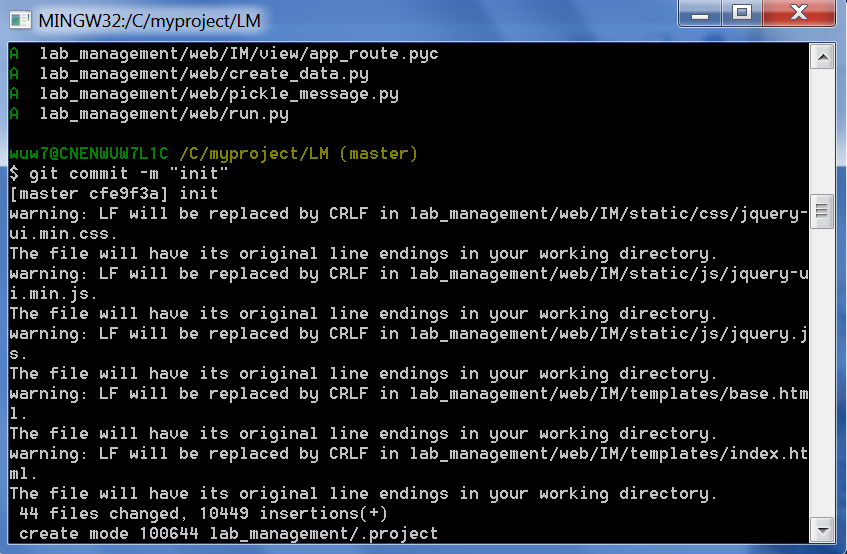 MINGW32:/C/myproject/LM
A  lab_management/web/IM/view/app_route.pyc
A  lab_management/web/create_data.py
A  lab_management/web/pickle_message.py
A  lab_management/web/run.py
wuw7@CNENWUW7L1C /C/myproject/LM (master)
$ git commit -m "init"
[master cfe9f3a] init
warning: LF will be replaced by CRLF in lab_management/web/IM/static/css/jquery-
ui.min.css.
The file will have its original line endings in your working directory.
warning: LF will be replaced by CRLF in lab_management/web/IM/static/js/jquery-u
i.min.js.
The file will have its original line endings in your working directory.
warning: LF will be replaced by CRLF in lab_management/web/IM/static/js/jquery.j
s.
The file will have its original line endings in your working directory.
warning: LF will be replaced by CRLF in lab_management/web/IM/templates/base.htm
l.
The file will have its original line endings in your working directory.
warning: LF will be replaced by CRLF in lab_management/web/IM/templates/index.ht
ml.
The file will have its original line endings in your working directory.
 44 files changed, 10449 insertions(+)
 create mode 100644 lab_management/.project